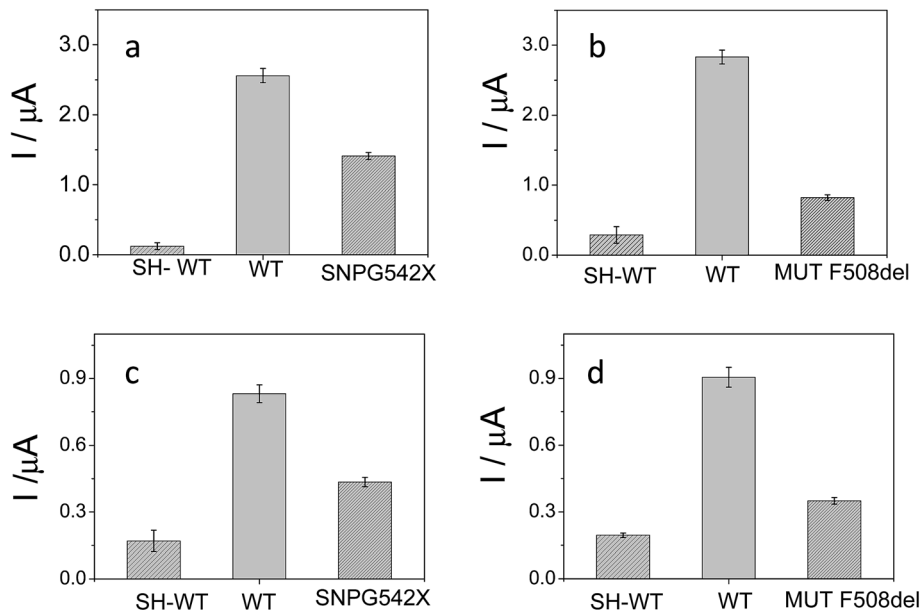 a
I / μA
3.0
2.0
1.0
0.0
SH- WT
WT
SNPG542X
b
I / μA
3.0
2.0
1.0
0.0
SH-WT
WT
MUT F508del
c
I /μA
0.9
0.6
0.3
0.0
SH-WT
WT
SNPG542X
d
I / μA
0.9
0.6
0.3
0.0
SH-WT
WT
MUT F508del